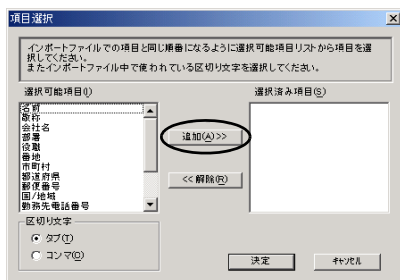 項目選択
インポートファイルでの項目と同じ順番になるように選択可能項目リストから項目を選
択してください。
またインポートファイル中で使われている区切り文字を選択してください。
選択可能項目(I)
選択済み項目(S)
名前
敬称
会社名
部署
役職
番地
市町村
都道府県
郵便番号
国/地域
勤務先電話番号
追加(A)>>
<<解除(R)
区切り文字
タブ(T)
コンマ(O)
決定
キャンセル